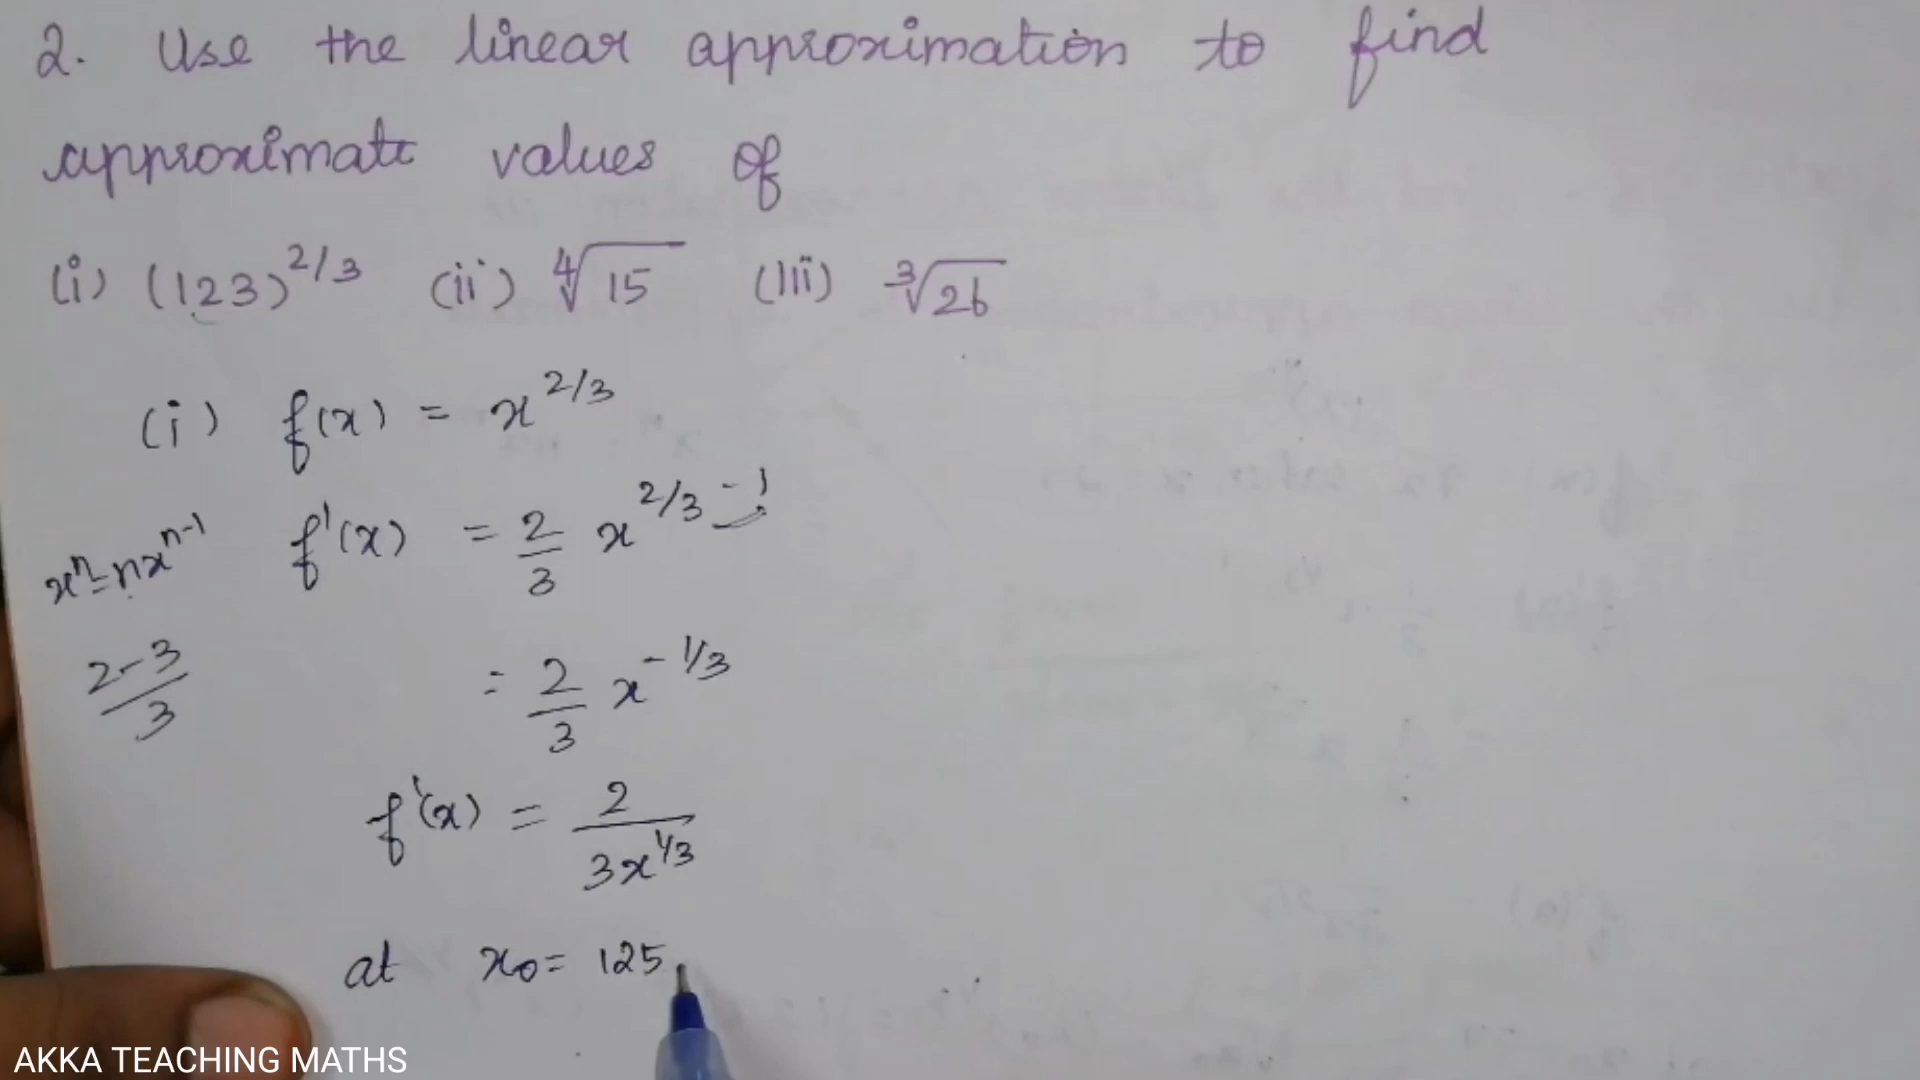 2. Use the linear approximation to find
approximate values of
(i) (123)^2/3 (ii) ∜15 (iii) ∛26
(i) f(x) = x^2/3
x^n = nx^n-1 f'(x) = 2/3 x^2/3 - 1
2-3/3 = 2/3 x^-1/3
f'(x) = 2/3x^1/3
at x₀ = 125
AKKA TEACHING MATHS